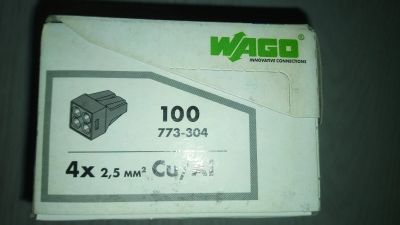 WAGO
INNOVATIVE CONNECTIONS
100
773-304
4x 2,5 мм² Cu/Al